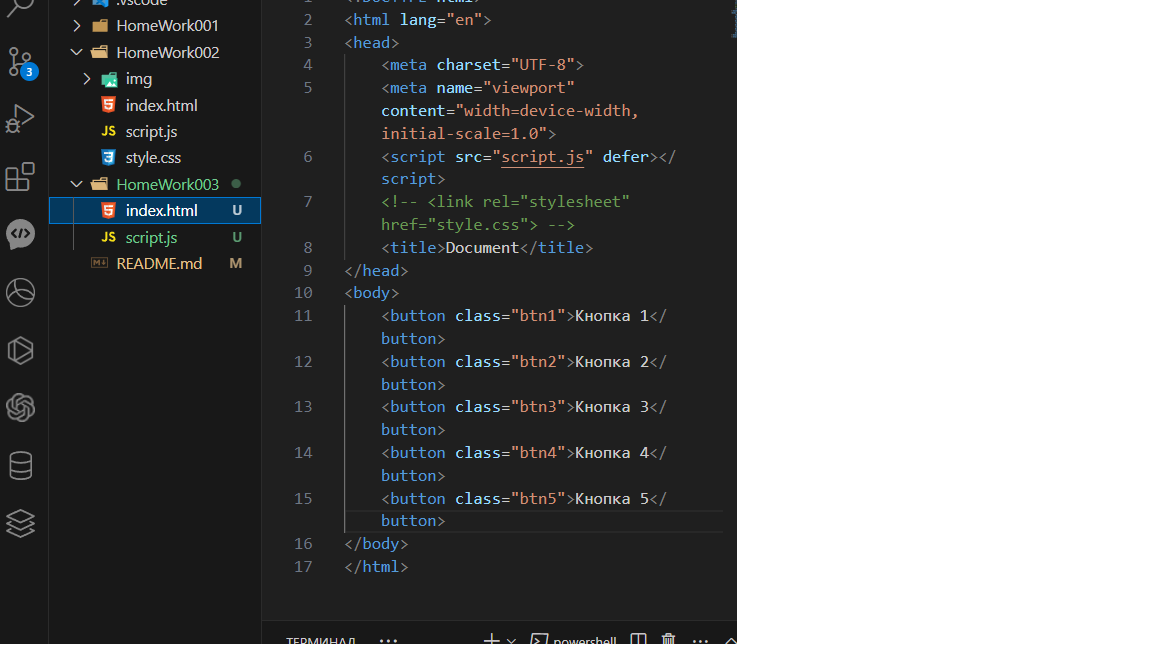 .vscode
HomeWork001
HomeWork002
img
index.html
JS script.js
style.css
HomeWork003
index.html U
JS script.js U
README.md M
3
1 <!DOCTYPE html>
2 <html lang="en">
3 <head>
4 <meta charset="UTF-8">
5 <meta name="viewport"
content="width=device-width,
initial-scale=1.0">
6 <script src="script.js" defer></
script>
7 <!-- <link rel="stylesheet"
href="style.css"> -->
8 <title>Document</title>
9 </head>
10 <body>
11 <button class="btn1">Кнопка 1</
button>
12 <button class="btn2">Кнопка 2</
button>
13 <button class="btn3">Кнопка 3</
button>
14 <button class="btn4">Кнопка 4</
button>
15 <button class="btn5">Кнопка 5</
button>
16 </body>
17 </html>
ТЕРМИНАЛ ... powershell ...